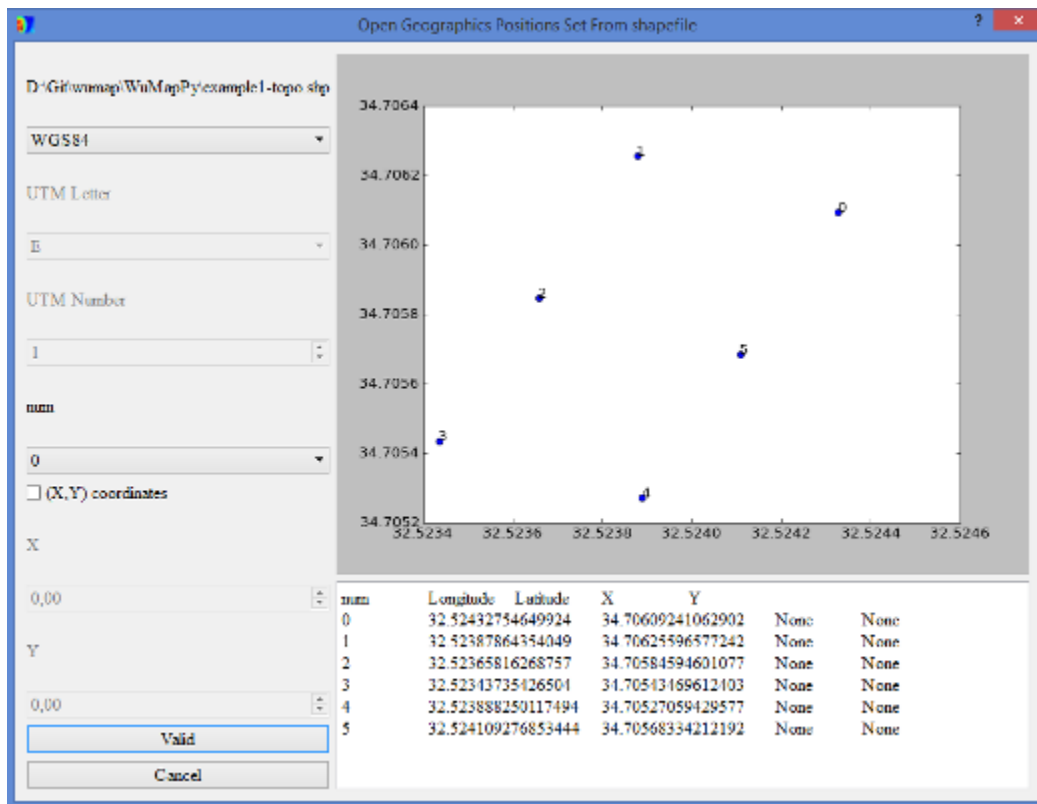 Open Geographics Positions Set From shapefile
? ×
D:\Git\wumap\WuMapPy\example1-topo.shp
WGS84
UTM Letter
E
UTM Number
1
num
0
(X,Y) coordinates
X
0,00
Y
0,00
Valid
Cancel
34.7064
34.7062
34.7060
34.7058
34.7056
34.7054
34.7052
1
0
2
5
3
4
32.5234 32.5236 32.5238 32.5240 32.5242 32.5244 32.5246
num Longitude Latitude X Y
0 32.52432754649924 34.70609241062902 None None
1 32.52387864354049 34.70625596577242 None None
2 32.52365816268757 34.70584594601077 None None
3 32.52343735426504 34.70543469612403 None None
4 32.523888250117494 34.70527059429577 None None
5 32.524109276853444 34.70568334212192 None None